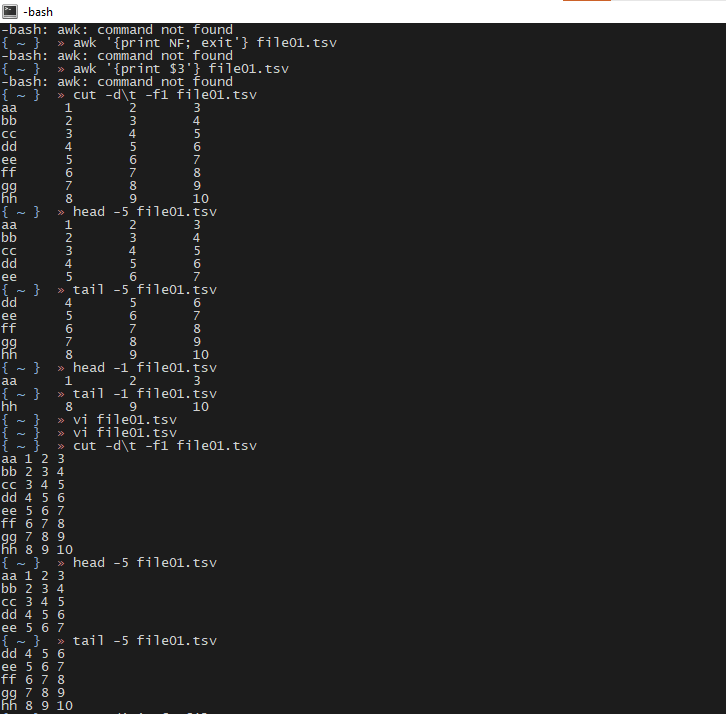 -bash
-bash: awk: command not found
{ ~ } » awk '{print NF; exit'} file01.tsv
-bash: awk: command not found
{ ~ } » awk '{print $3'} file01.tsv
-bash: awk: command not found
{ ~ } » cut -d\t -f1 file01.tsv
aa 1 2 3
bb 2 3 4
cc 3 4 5
dd 4 5 6
ee 5 6 7
ff 6 7 8
gg 7 8 9
hh 8 9 10
{ ~ } » head -5 file01.tsv
aa 1 2 3
bb 2 3 4
cc 3 4 5
dd 4 5 6
ee 5 6 7
{ ~ } » tail -5 file01.tsv
dd 4 5 6
ee 5 6 7
ff 6 7 8
gg 7 8 9
hh 8 9 10
{ ~ } » head -1 file01.tsv
aa 1 2 3
{ ~ } » tail -1 file01.tsv
hh 8 9 10
{ ~ } » vi file01.tsv
{ ~ } » vi file01.tsv
{ ~ } » cut -d\t -f1 file01.tsv
aa 1 2 3
bb 2 3 4
cc 3 4 5
dd 4 5 6
ee 5 6 7
ff 6 7 8
gg 7 8 9
hh 8 9 10
{ ~ } » head -5 file01.tsv
aa 1 2 3
bb 2 3 4
cc 3 4 5
dd 4 5 6
ee 5 6 7
{ ~ } » tail -5 file01.tsv
dd 4 5 6
ee 5 6 7
ff 6 7 8
gg 7 8 9
hh 8 9 10